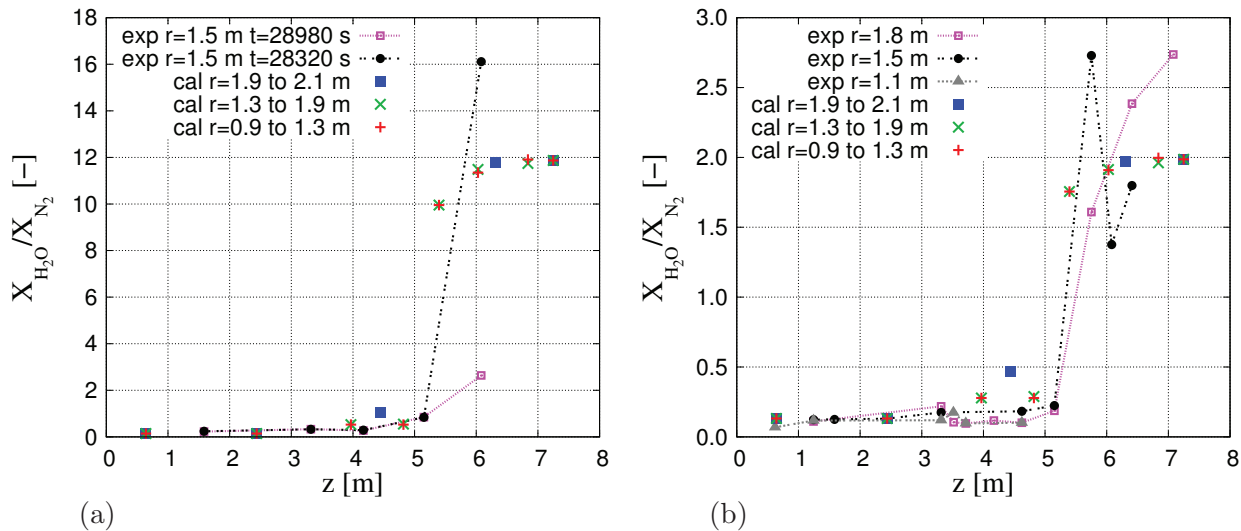 18
16
14
12
10
8
6
4
2
0
0 1 2 3 4 5 6 7 8
X_H₂O/X_N₂ [−]
z [m]
exp r=1.5 m t=28980 s
exp r=1.5 m t=28320 s
cal r=1.9 to 2.1 m
cal r=1.3 to 1.9 m
cal r=0.9 to 1.3 m
(a)
3.0
2.5
2.0
1.5
1.0
0.5
0.0
0 1 2 3 4 5 6 7 8
X_H₂O/X_N₂ [−]
z [m]
exp r=1.8 m
exp r=1.5 m
exp r=1.1 m
cal r=1.9 to 2.1 m
cal r=1.3 to 1.9 m
cal r=0.9 to 1.3 m
(b)